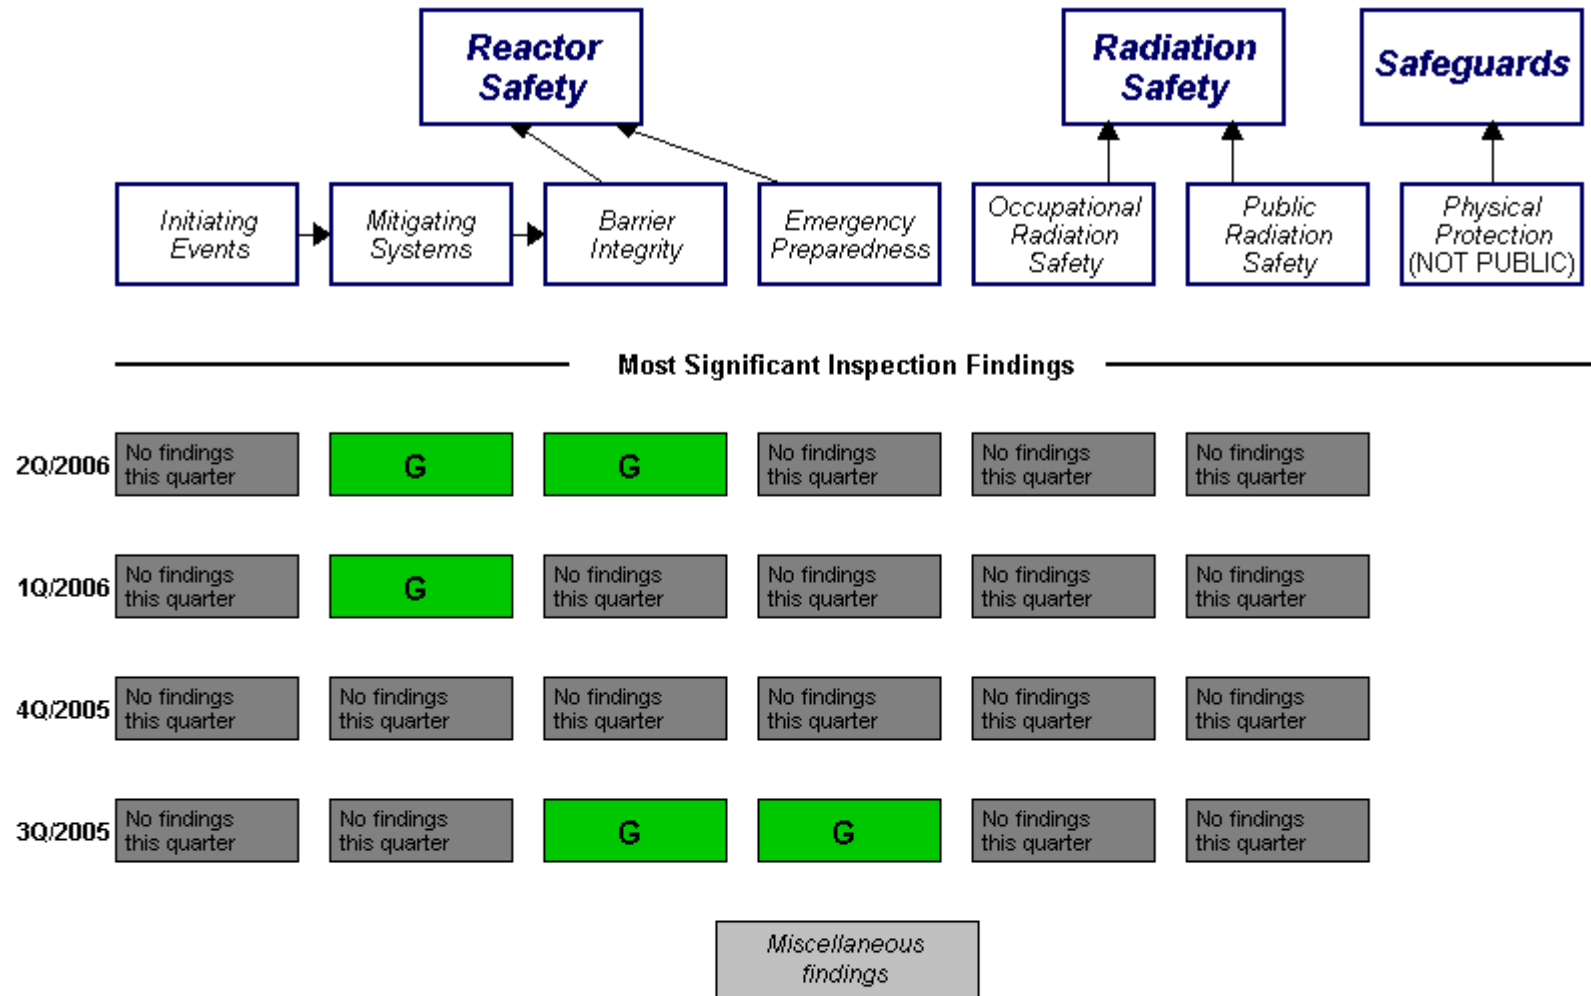 Reactor
Safety
Radiation
Safety
Safeguards
Initiating
Events
Mitigating
Systems
Barrier
Integrity
Emergency
Preparedness
Occupational
Radiation
Safety
Public
Radiation
Safety
Physical
Protection
(NOT PUBLIC)
Most Significant Inspection Findings
2Q/2006
No findings
this quarter
G
G
No findings
this quarter
No findings
this quarter
No findings
this quarter
1Q/2006
No findings
this quarter
G
No findings
this quarter
No findings
this quarter
No findings
this quarter
No findings
this quarter
4Q/2005
No findings
this quarter
No findings
this quarter
No findings
this quarter
No findings
this quarter
No findings
this quarter
No findings
this quarter
3Q/2005
No findings
this quarter
No findings
this quarter
G
G
No findings
this quarter
No findings
this quarter
Miscellaneous
findings